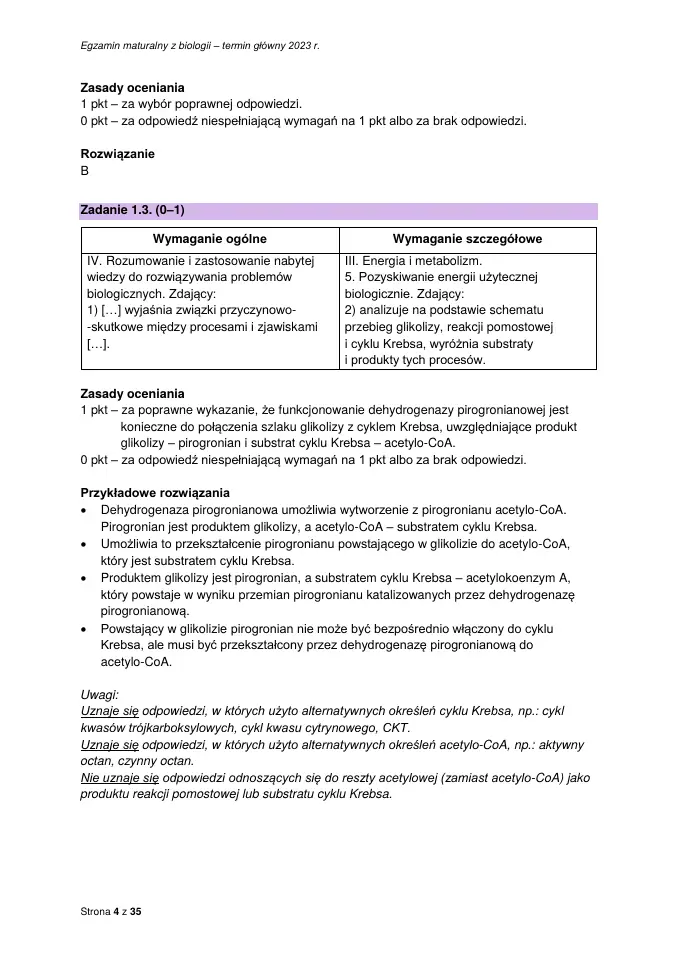 Egzamin maturalny z biologii – termin główny 2023 r.
Zasady oceniania
1 pkt – za wybór poprawnej odpowiedzi.
0 pkt – za odpowiedź niespełniającą wymagań na 1 pkt albo za brak odpowiedzi.
Rozwiązanie
B
Zadanie 1.3. (0–1)
Wymaganie ogólne
IV. Rozumowanie i zastosowanie nabytej
wiedzy do rozwiązywania problemów
biologicznych. Zdający:
1) […] wyjaśnia związki przyczynowo-
-skutkowe między procesami i zjawiskami
[…].
Wymaganie szczegółowe
III. Energia i metabolizm.
5. Pozyskiwanie energii użytecznej
biologicznie. Zdający:
2) analizuje na podstawie schematu
przebieg glikolizy, reakcji pomostowej
i cyklu Krebsa, wyróżnia substraty
i produkty tych procesów.
Zasady oceniania
1 pkt – za poprawne wykazanie, że funkcjonowanie dehydrogenazy pirogronianowej jest
konieczne do połączenia szlaku glikolizy z cyklem Krebsa, uwzględniające produkt
glikolizy – pirogronian i substrat cyklu Krebsa – acetylo-CoA.
0 pkt – za odpowiedź niespełniającą wymagań na 1 pkt albo za brak odpowiedzi.
Przykładowe rozwiązania
• Dehydrogenaza pirogronianowa umożliwia wytworzenie z pirogronianu acetylo-CoA.
Pirogronian jest produktem glikolizy, a acetylo-CoA – substratem cyklu Krebsa.
• Umożliwia to przekształcenie pirogronianu powstającego w glikolizie do acetylo-CoA,
który jest substratem cyklu Krebsa.
• Produktem glikolizy jest pirogronian, a substratem cyklu Krebsa – acetylokoenzym A,
który powstaje w wyniku przemian pirogronianu katalizowanych przez dehydrogenazę
pirogronianową.
• Powstający w glikolizie pirogronian nie może być bezpośrednio włączony do cyklu
Krebsa, ale musi być przekształcony przez dehydrogenazę pirogronianową do
acetylo-CoA.
Uwagi:
Uznaje się odpowiedzi, w których użyto alternatywnych określeń cyklu Krebsa, np.: cykl
kwasów trójkarboksylowych, cykl kwasu cytrynowego, CKT.
Uznaje się odpowiedzi, w których użyto alternatywnych określeń acetylo-CoA, np.: aktywny
octan, czynny octan.
Nie uznaje się odpowiedzi odnoszących się do reszty acetylowej (zamiast acetylo-CoA) jako
produktu reakcji pomostowej lub substratu cyklu Krebsa.
Strona 4 z 35